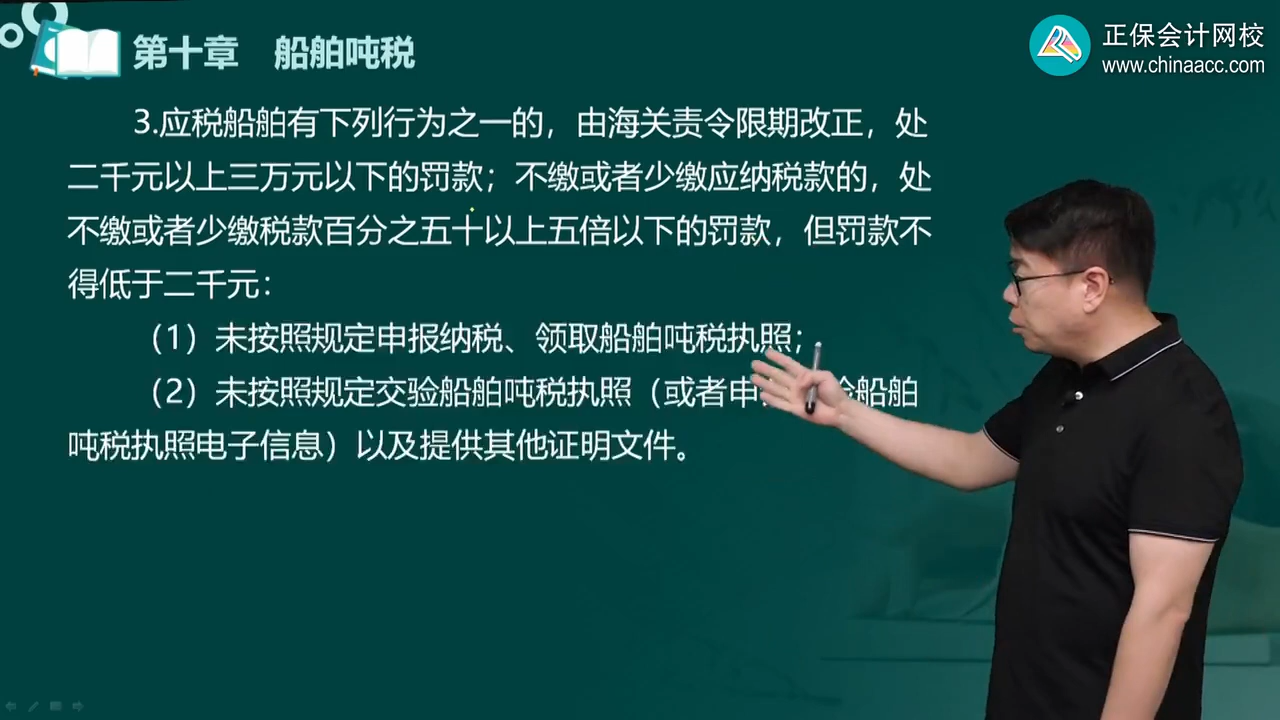 第十章 船舶吨税
正保会计网校
www.chinaacc.com
3.应税船舶有下列行为之一的，由海关责令限期改正，处
二千元以上三万元以下的罚款；不缴或者少缴应纳税款的，处
不缴或者少缴税款百分之五十以上五倍以下的罚款，但罚款不
得低于二千元：
（1）未按照规定申报纳税、领取船舶吨税执照；
（2）未按照规定交验船舶吨税执照（或者申 船舶
吨税执照电子信息）以及提供其他证明文件。